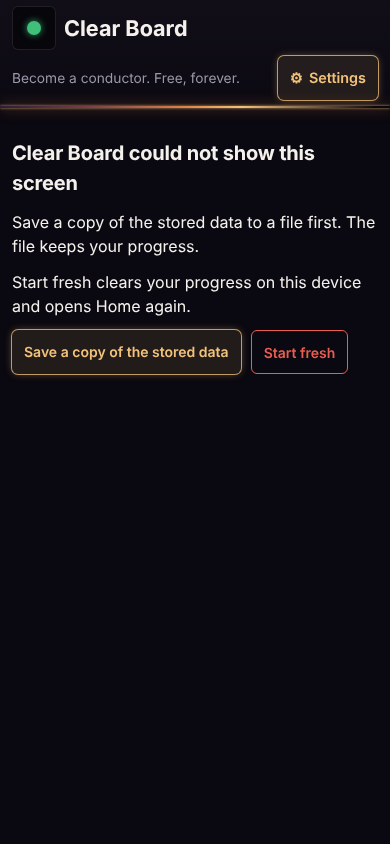 Clear Board
Become a conductor. Free, forever.
⚙ Settings
Clear Board could not show this
screen
Save a copy of the stored data to a file first. The
file keeps your progress.
Start fresh clears your progress on this device
and opens Home again.
Save a copy of the stored data
Start fresh